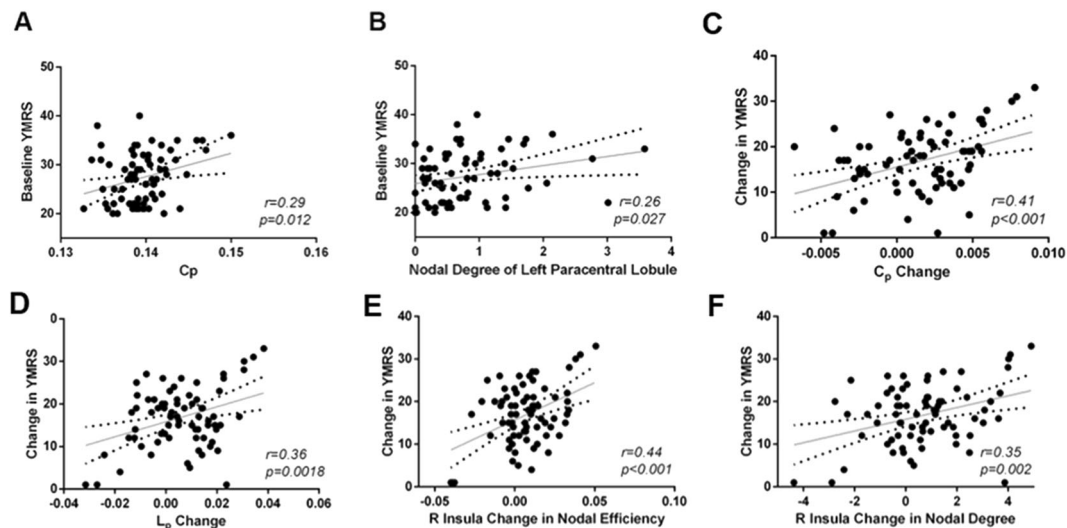 A
Baseline YMRS
50
40
30
20
0.13
0.14
0.15
0.16
Cp
r=0.29
p=0.012
B
Baseline YMRS
50
40
30
20
0
1
2
3
4
Nodal Degree of Left Paracentral Lobule
r=0.26
p=0.027
C
Change in YMRS
40
30
20
10
0
-0.005
0.000
0.005
0.010
Cp Change
r=0.41
p<0.001
D
Change in YMRS
0
30
20
10
0
-0.04
-0.02
0.00
0.02
0.04
0.06
Lp Change
r=0.36
p=0.0018
E
Change in YMRS
40
30
20
10
0
-0.05
0.00
0.05
0.10
R Insula Change in Nodal Efficiency
r=0.44
p<0.001
F
Change in YMRS
40
30
20
10
0
-4
-2
0
2
4
R Insula Change in Nodal Degree
r=0.35
p=0.002